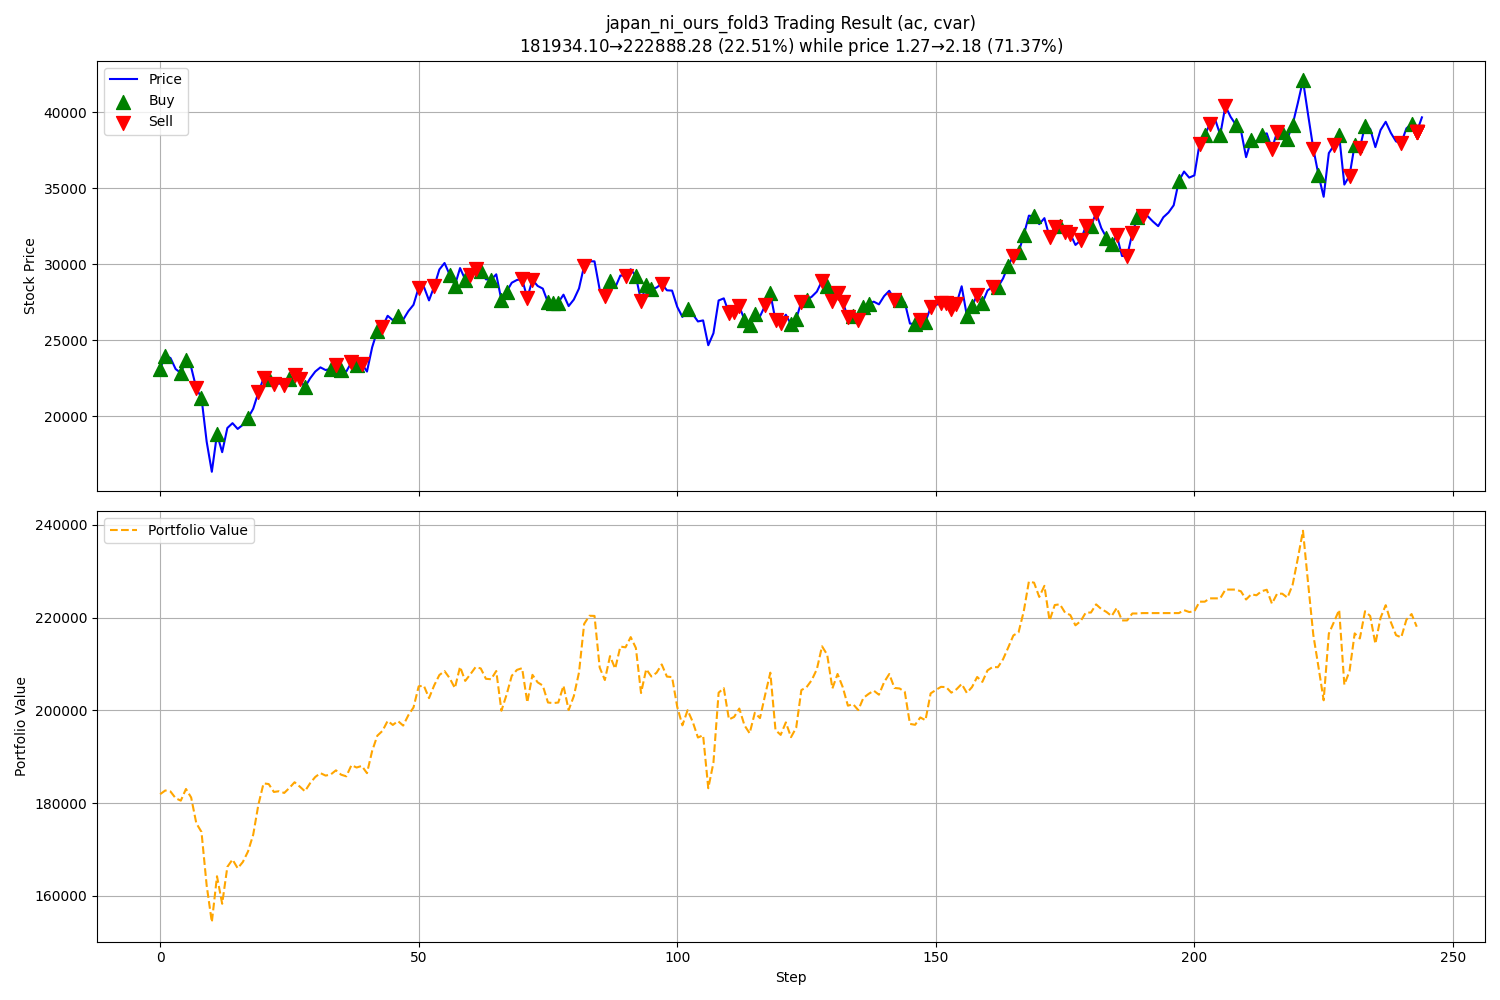 japan_ni_ours_fold3 Trading Result (ac, cvar)
181934.10→222888.28 (22.51%) while price 1.27→2.18 (71.37%)
Price
Buy
Sell
Stock Price
40000
35000
30000
25000
20000
Portfolio Value
Portfolio Value
240000
220000
200000
180000
160000
0
50
100
150
200
250
Step